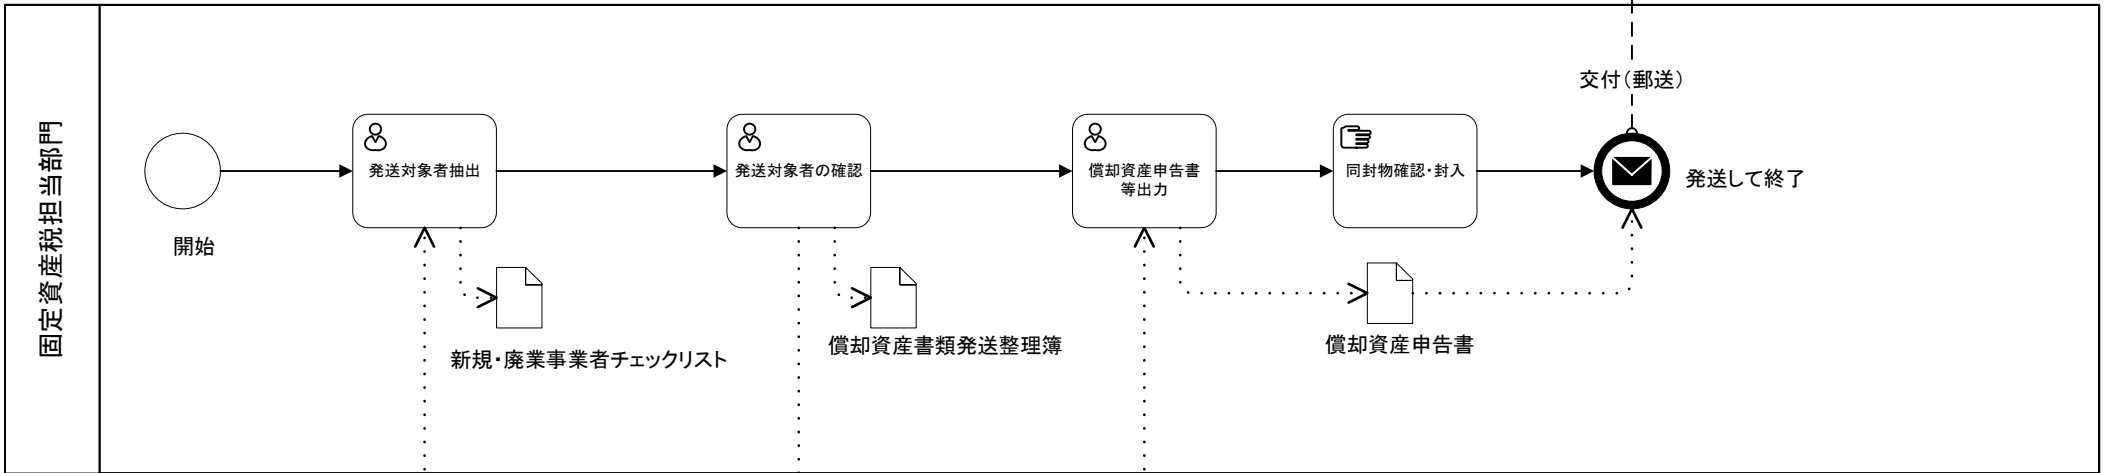 固定資産税担当部門
開始
発送対象者抽出
新規・廃業事業者チェックリスト
発送対象者の確認
償却資産書類発送整理簿
償却資産申告書
等出力
同封物確認・封入
償却資産申告書
交付（郵送）
発送して終了